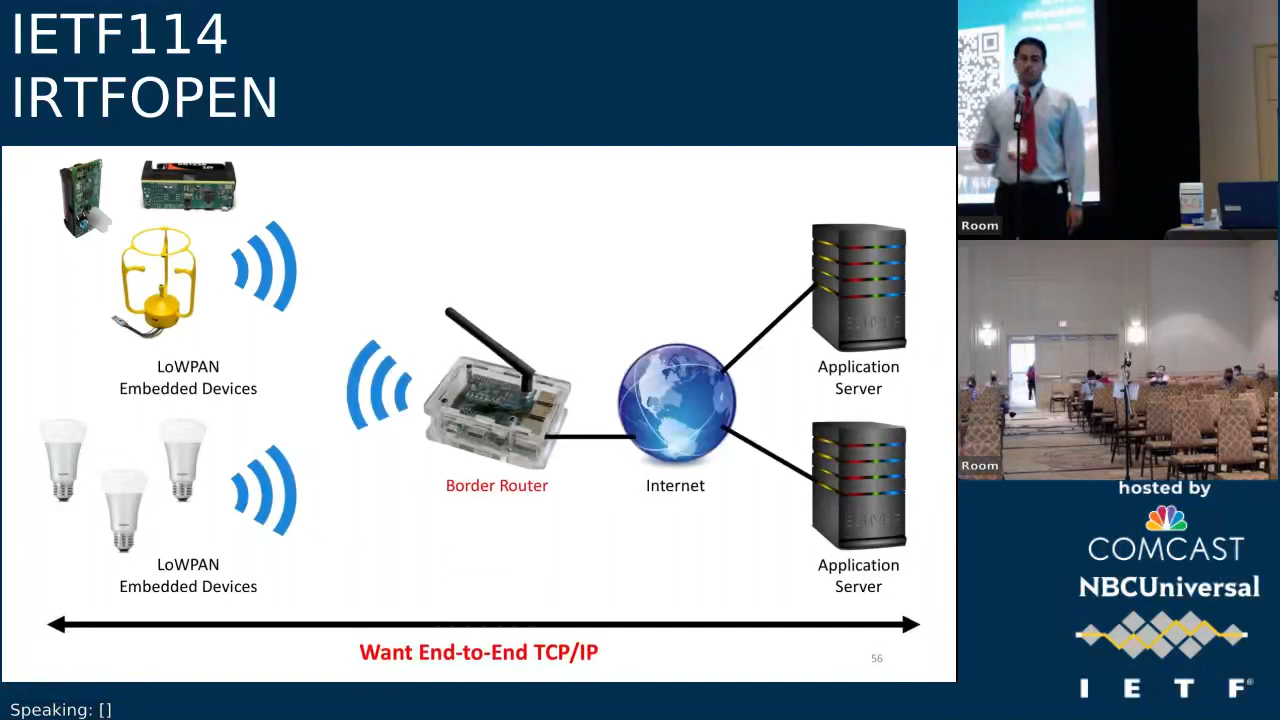 IETF114
IRTFOPEN
LoWPAN
Embedded Devices
LoWPAN
Embedded Devices
Border Router
Internet
Application
Server
Application
Server
Want End-to-End TCP/IP
56
Room
Room
hosted by
COMCAST
NBCUniversal
I E T F®
Speaking: []